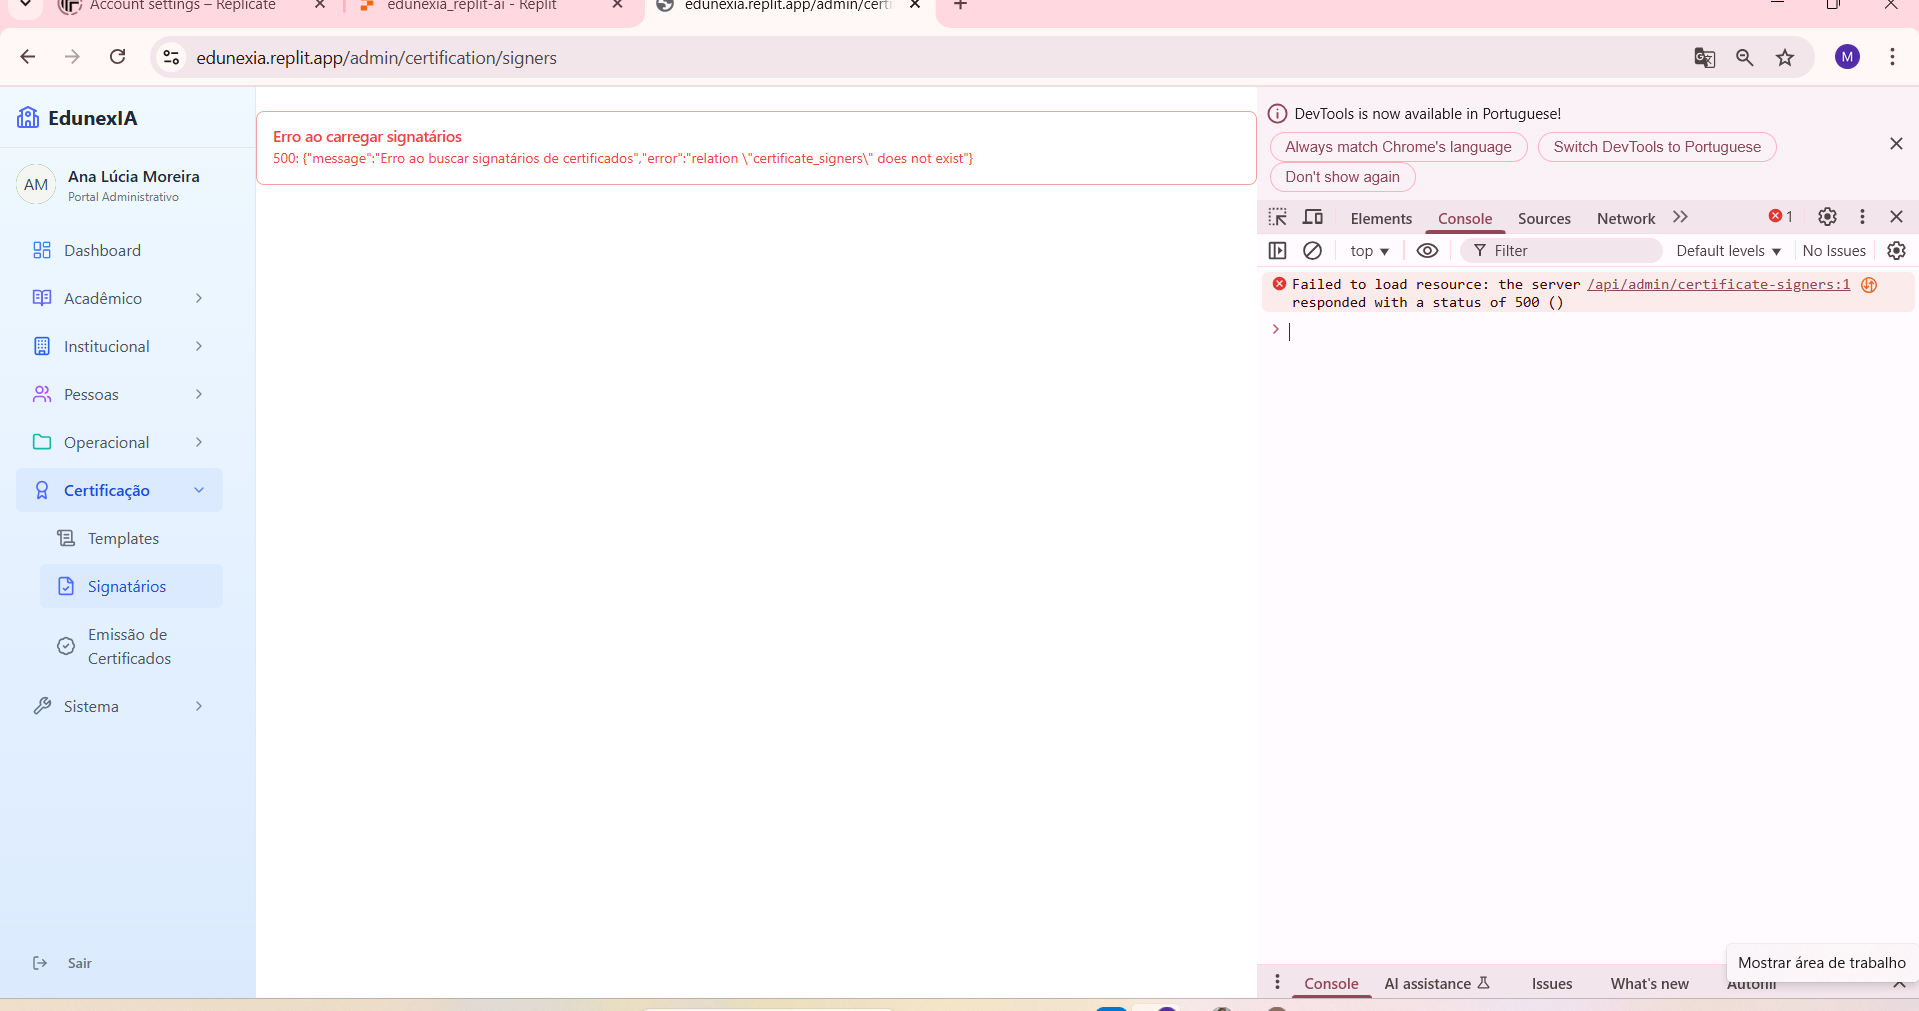 Account settings – Replicate
edunexia_replit-ai - Replit
edunexia.replit.app/admin/certi
edunexia.replit.app/admin/certification/signers
M
EdunexIA
AM
Ana Lúcia Moreira
Portal Administrativo
Dashboard
Acadêmico
Institucional
Pessoas
Operacional
Certificação
Templates
Signatários
Emissão de
Certificados
Sistema
Sair
Erro ao carregar signatários
500: {"message":"Erro ao buscar signatários de certificados","error":"relation \"certificate_signers\" does not exist"}
DevTools is now available in Portuguese!
Always match Chrome's language
Switch DevTools to Portuguese
Don't show again
Elements
Console
Sources
Network
1
top
Filter
Default levels
No Issues
Failed to load resource: the server /api/admin/certificate-signers:1
responded with a status of 500 ()
Console
AI assistance
Issues
What's new
Autofill
Mostrar área de trabalho